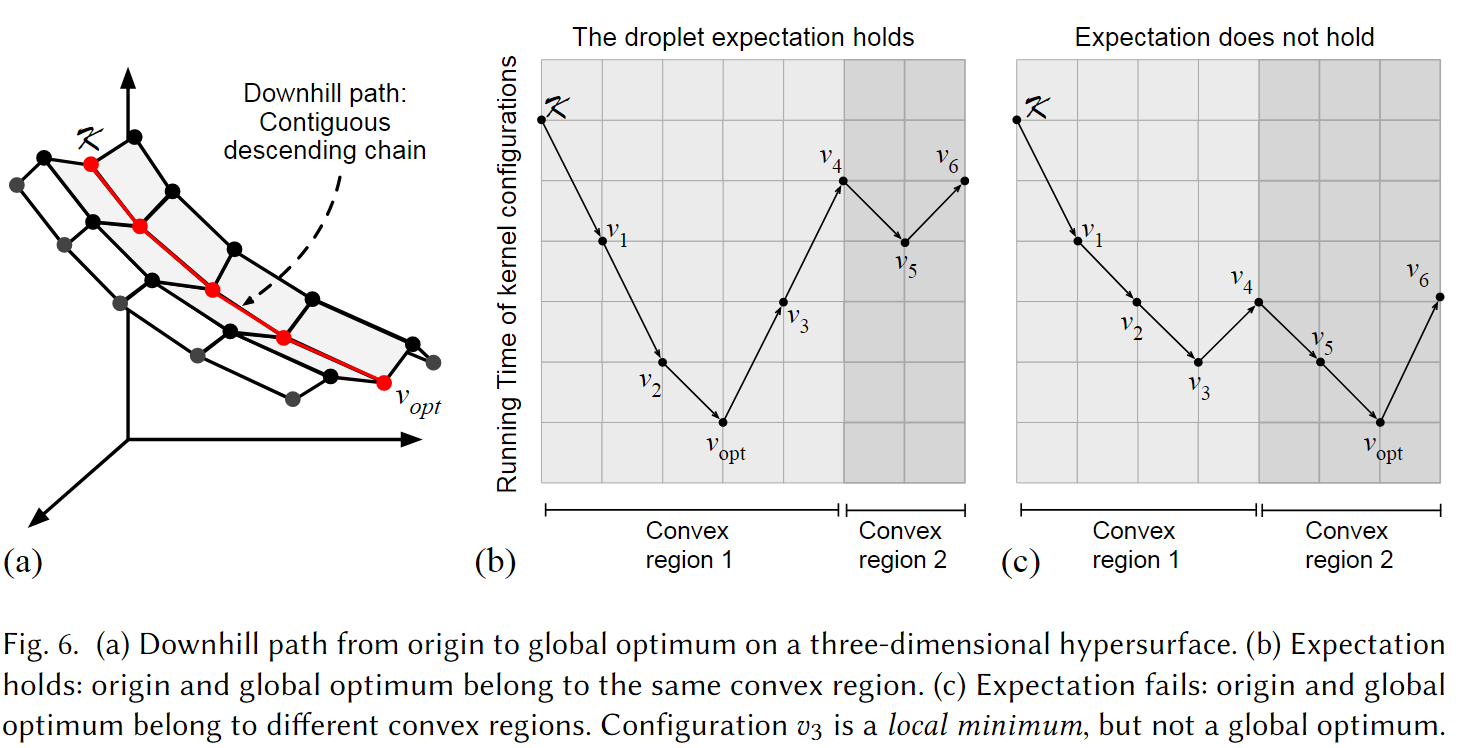 Downhill path:
Contiguous
descending chain
𝒦
v_opt
(a)
The droplet expectation holds
Running Time of kernel configurations
𝒦
v1
v2
vopt
v3
v4
v5
v6
Convex
region 1
Convex
region 2
(b)
Expectation does not hold
𝒦
v1
v2
v3
v4
v5
vopt
v6
Convex
region 1
Convex
region 2
(c)
Fig. 6. (a) Downhill path from origin to global optimum on a three-dimensional hypersurface. (b) Expectation
holds: origin and global optimum belong to the same convex region. (c) Expectation fails: origin and global
optimum belong to different convex regions. Configuration v3 is a local minimum, but not a global optimum.